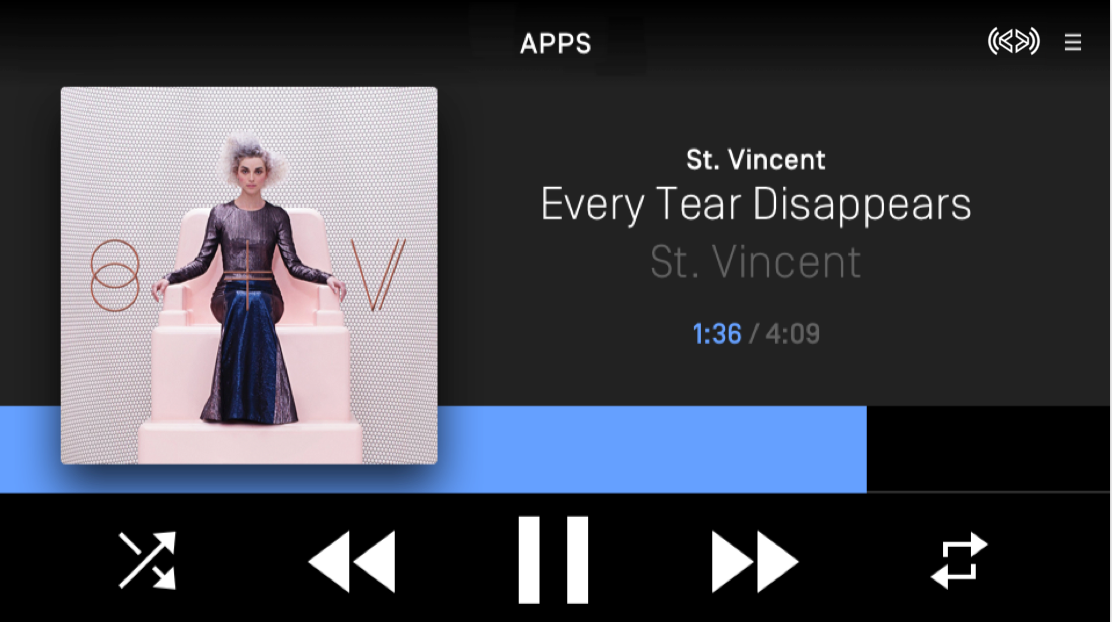 APPS
St. Vincent
Every Tear Disappears
St. Vincent
1:36 / 4:09